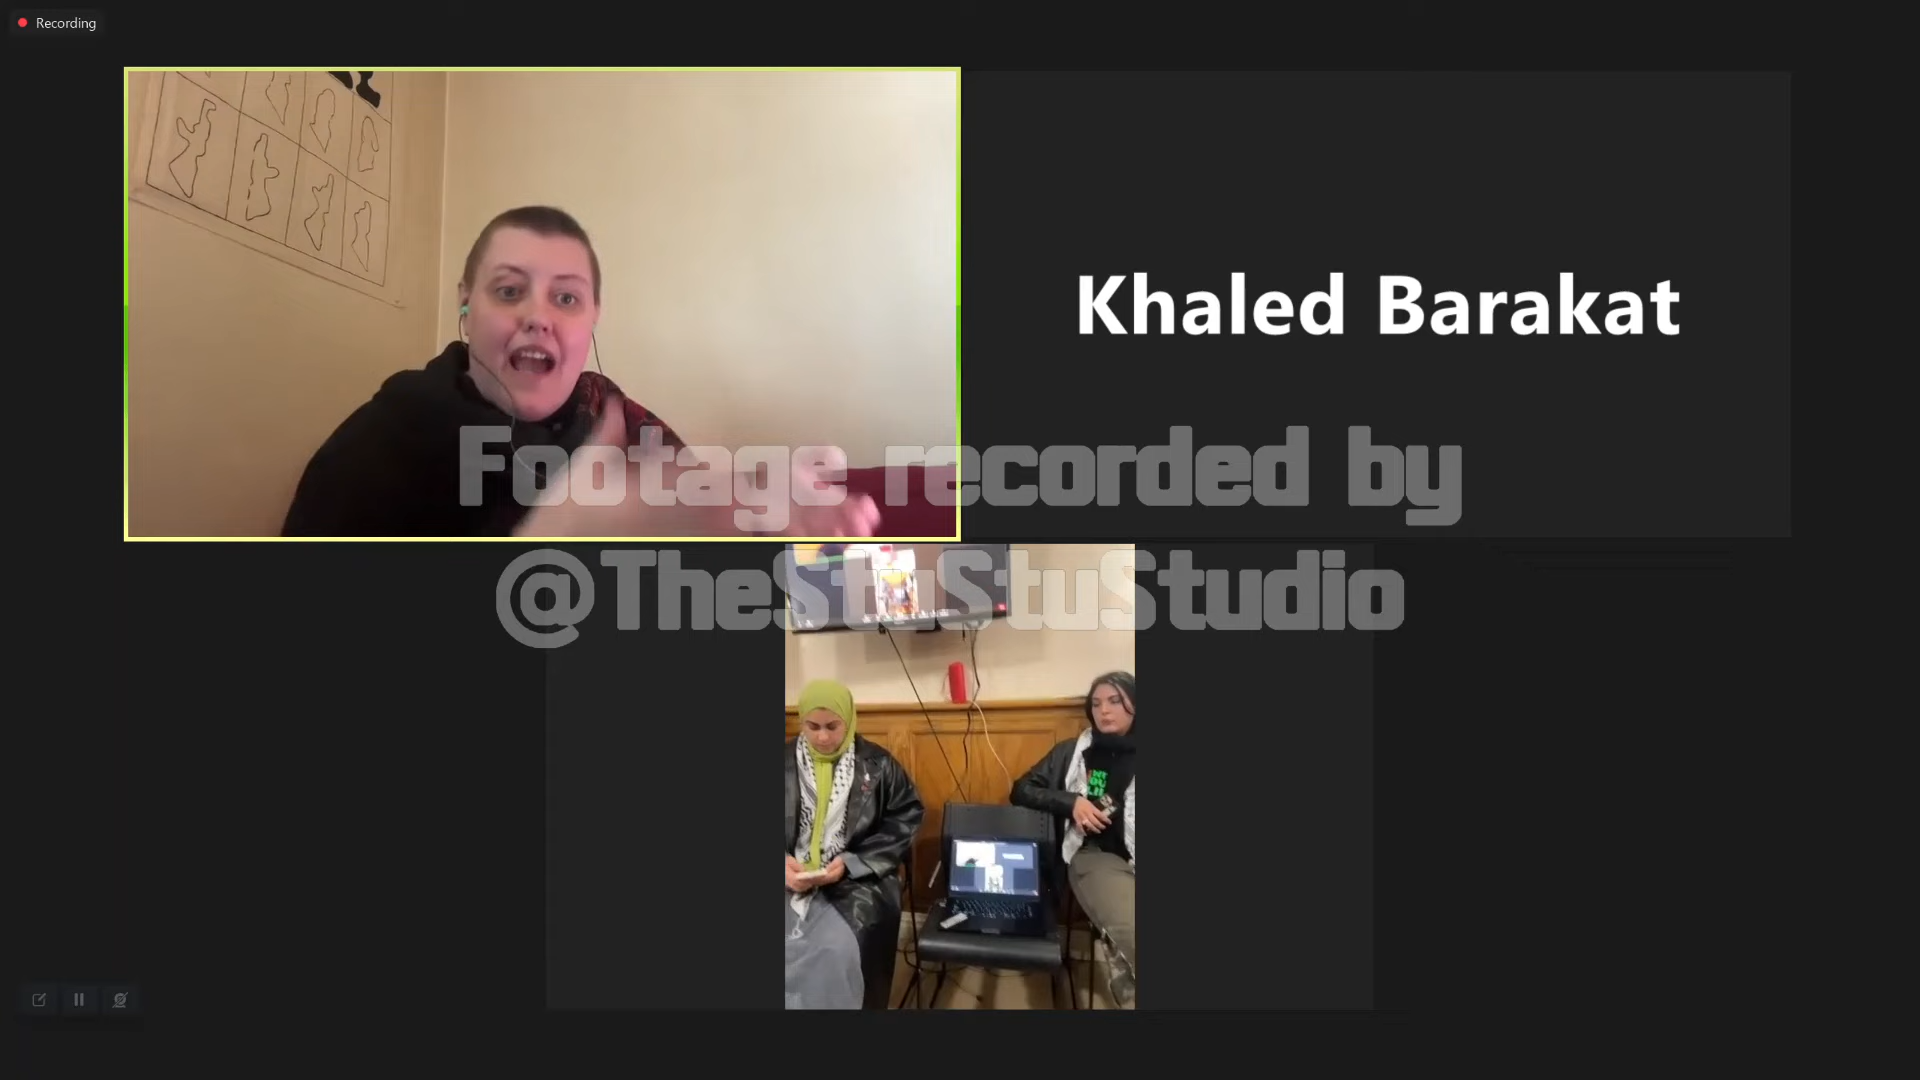 Recording
Khaled Barakat
Footage recorded by
@TheStuStuStudio